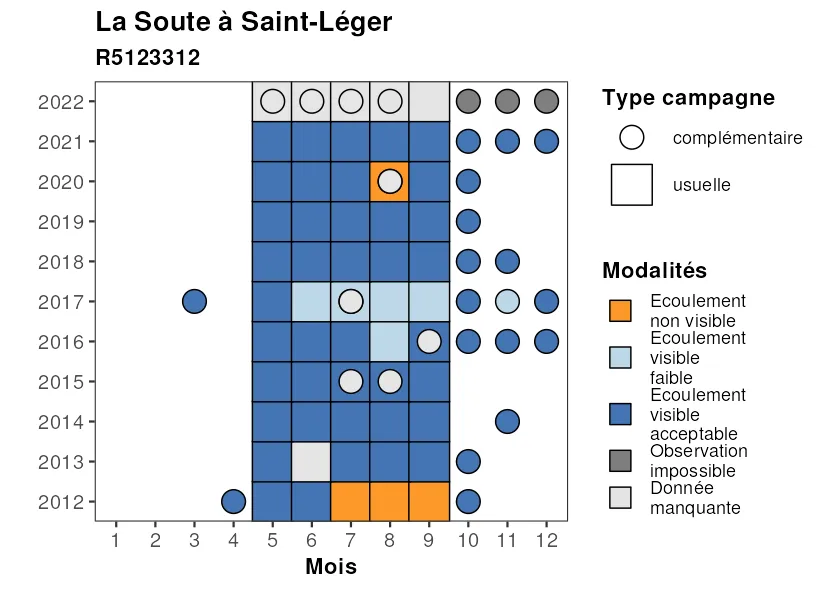 La Soute à Saint-Léger
R5123312
2022
2021
2020
2019
2018
2017
2016
2015
2014
2013
2012
1 2 3 4 5 6 7 8 9 10 11 12
Mois
Type campagne
complémentaire
usuelle
Modalités
Ecoulement
non visible
Ecoulement
visible
faible
Ecoulement
visible
acceptable
Observation
impossible
Donnée
manquante